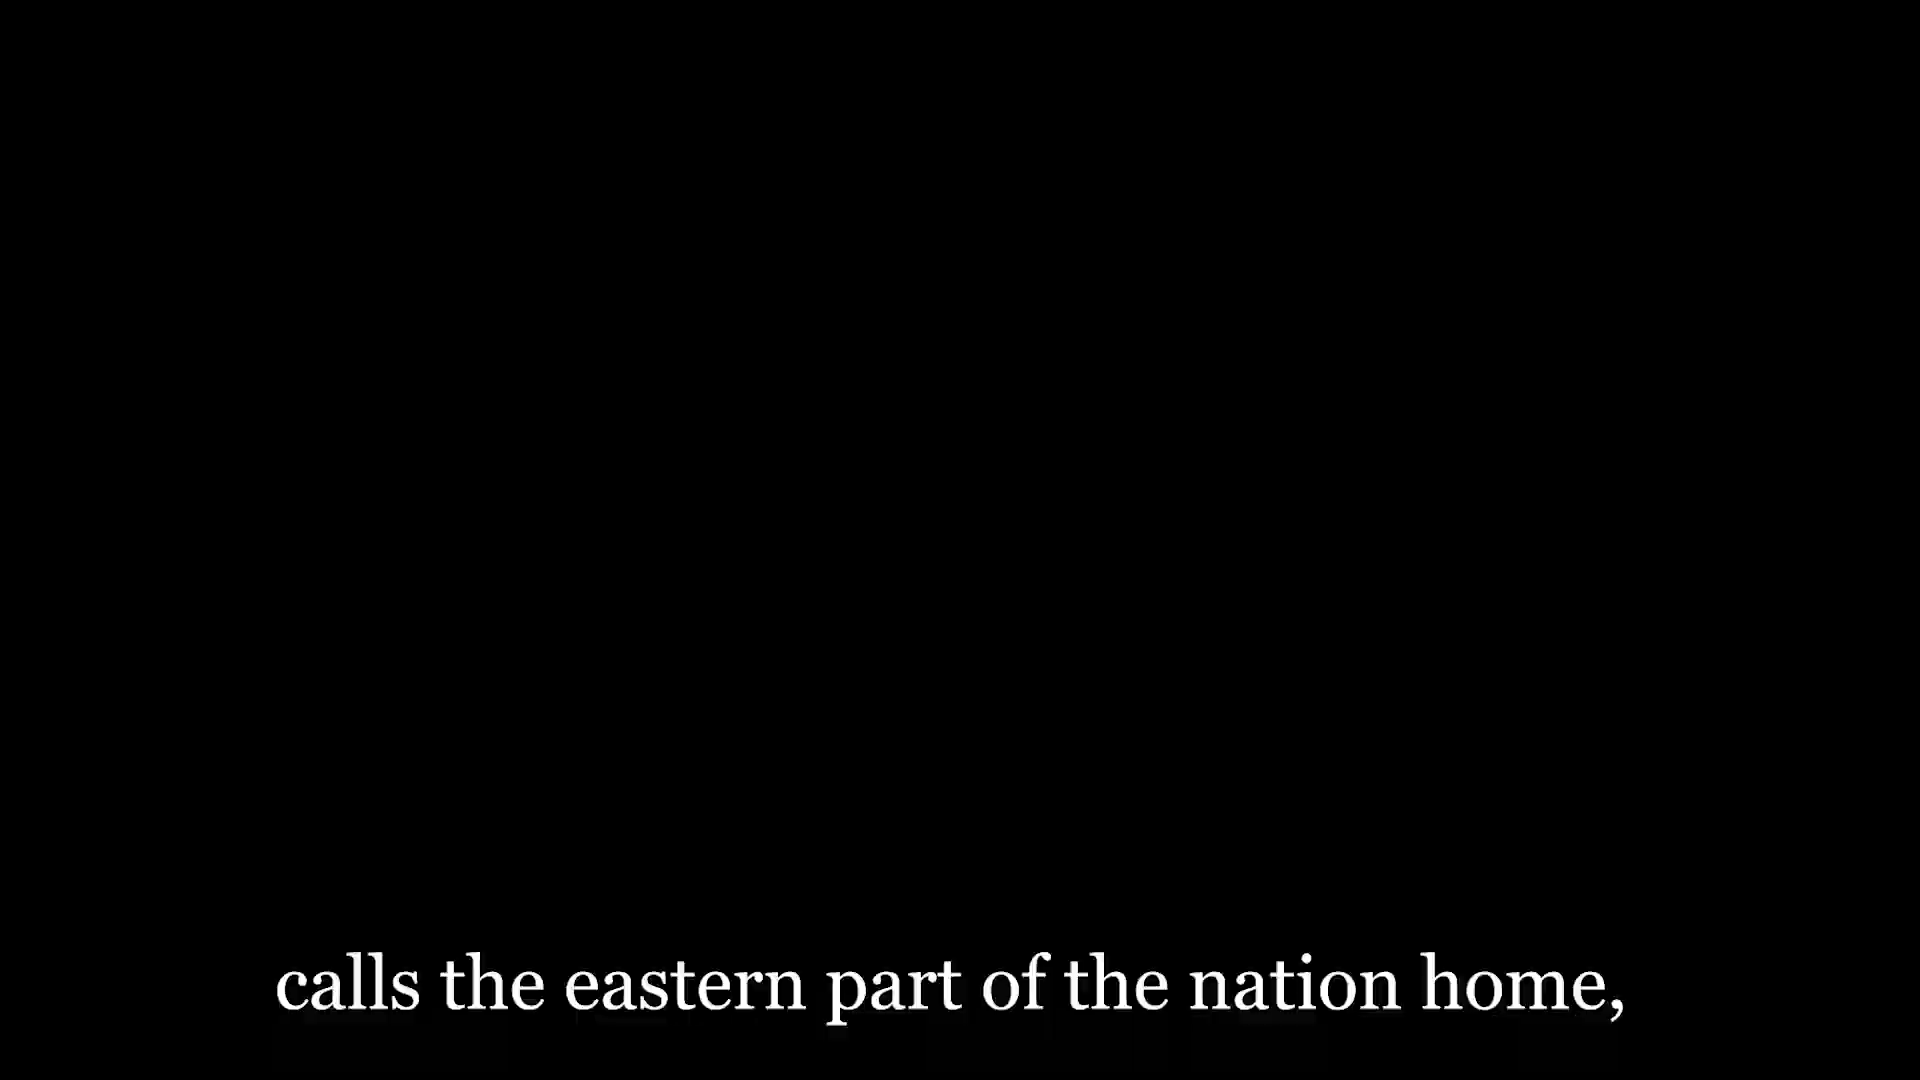 calls the eastern part of the nation home,